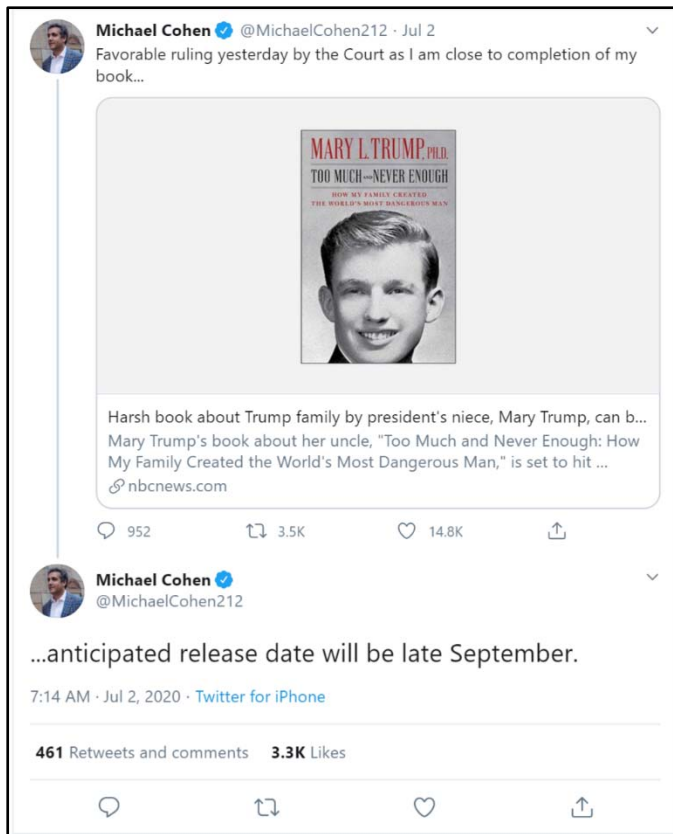 Michael Cohen @MichaelCohen212 · Jul 2
Favorable ruling yesterday by the Court as I am close to completion of my
book...
MARY L. TRUMP, PH.D.
TOO MUCH AND NEVER ENOUGH
HOW MY FAMILY CREATED
THE WORLD'S MOST DANGEROUS MAN
Harsh book about Trump family by president's niece, Mary Trump, can b...
Mary Trump's book about her uncle, "Too Much and Never Enough: How
My Family Created the World's Most Dangerous Man," is set to hit ...
nbcnews.com
952 3.5K 14.8K
Michael Cohen
@MichaelCohen212
...anticipated release date will be late September.
7:14 AM · Jul 2, 2020 · Twitter for iPhone
461 Retweets and comments 3.3K Likes